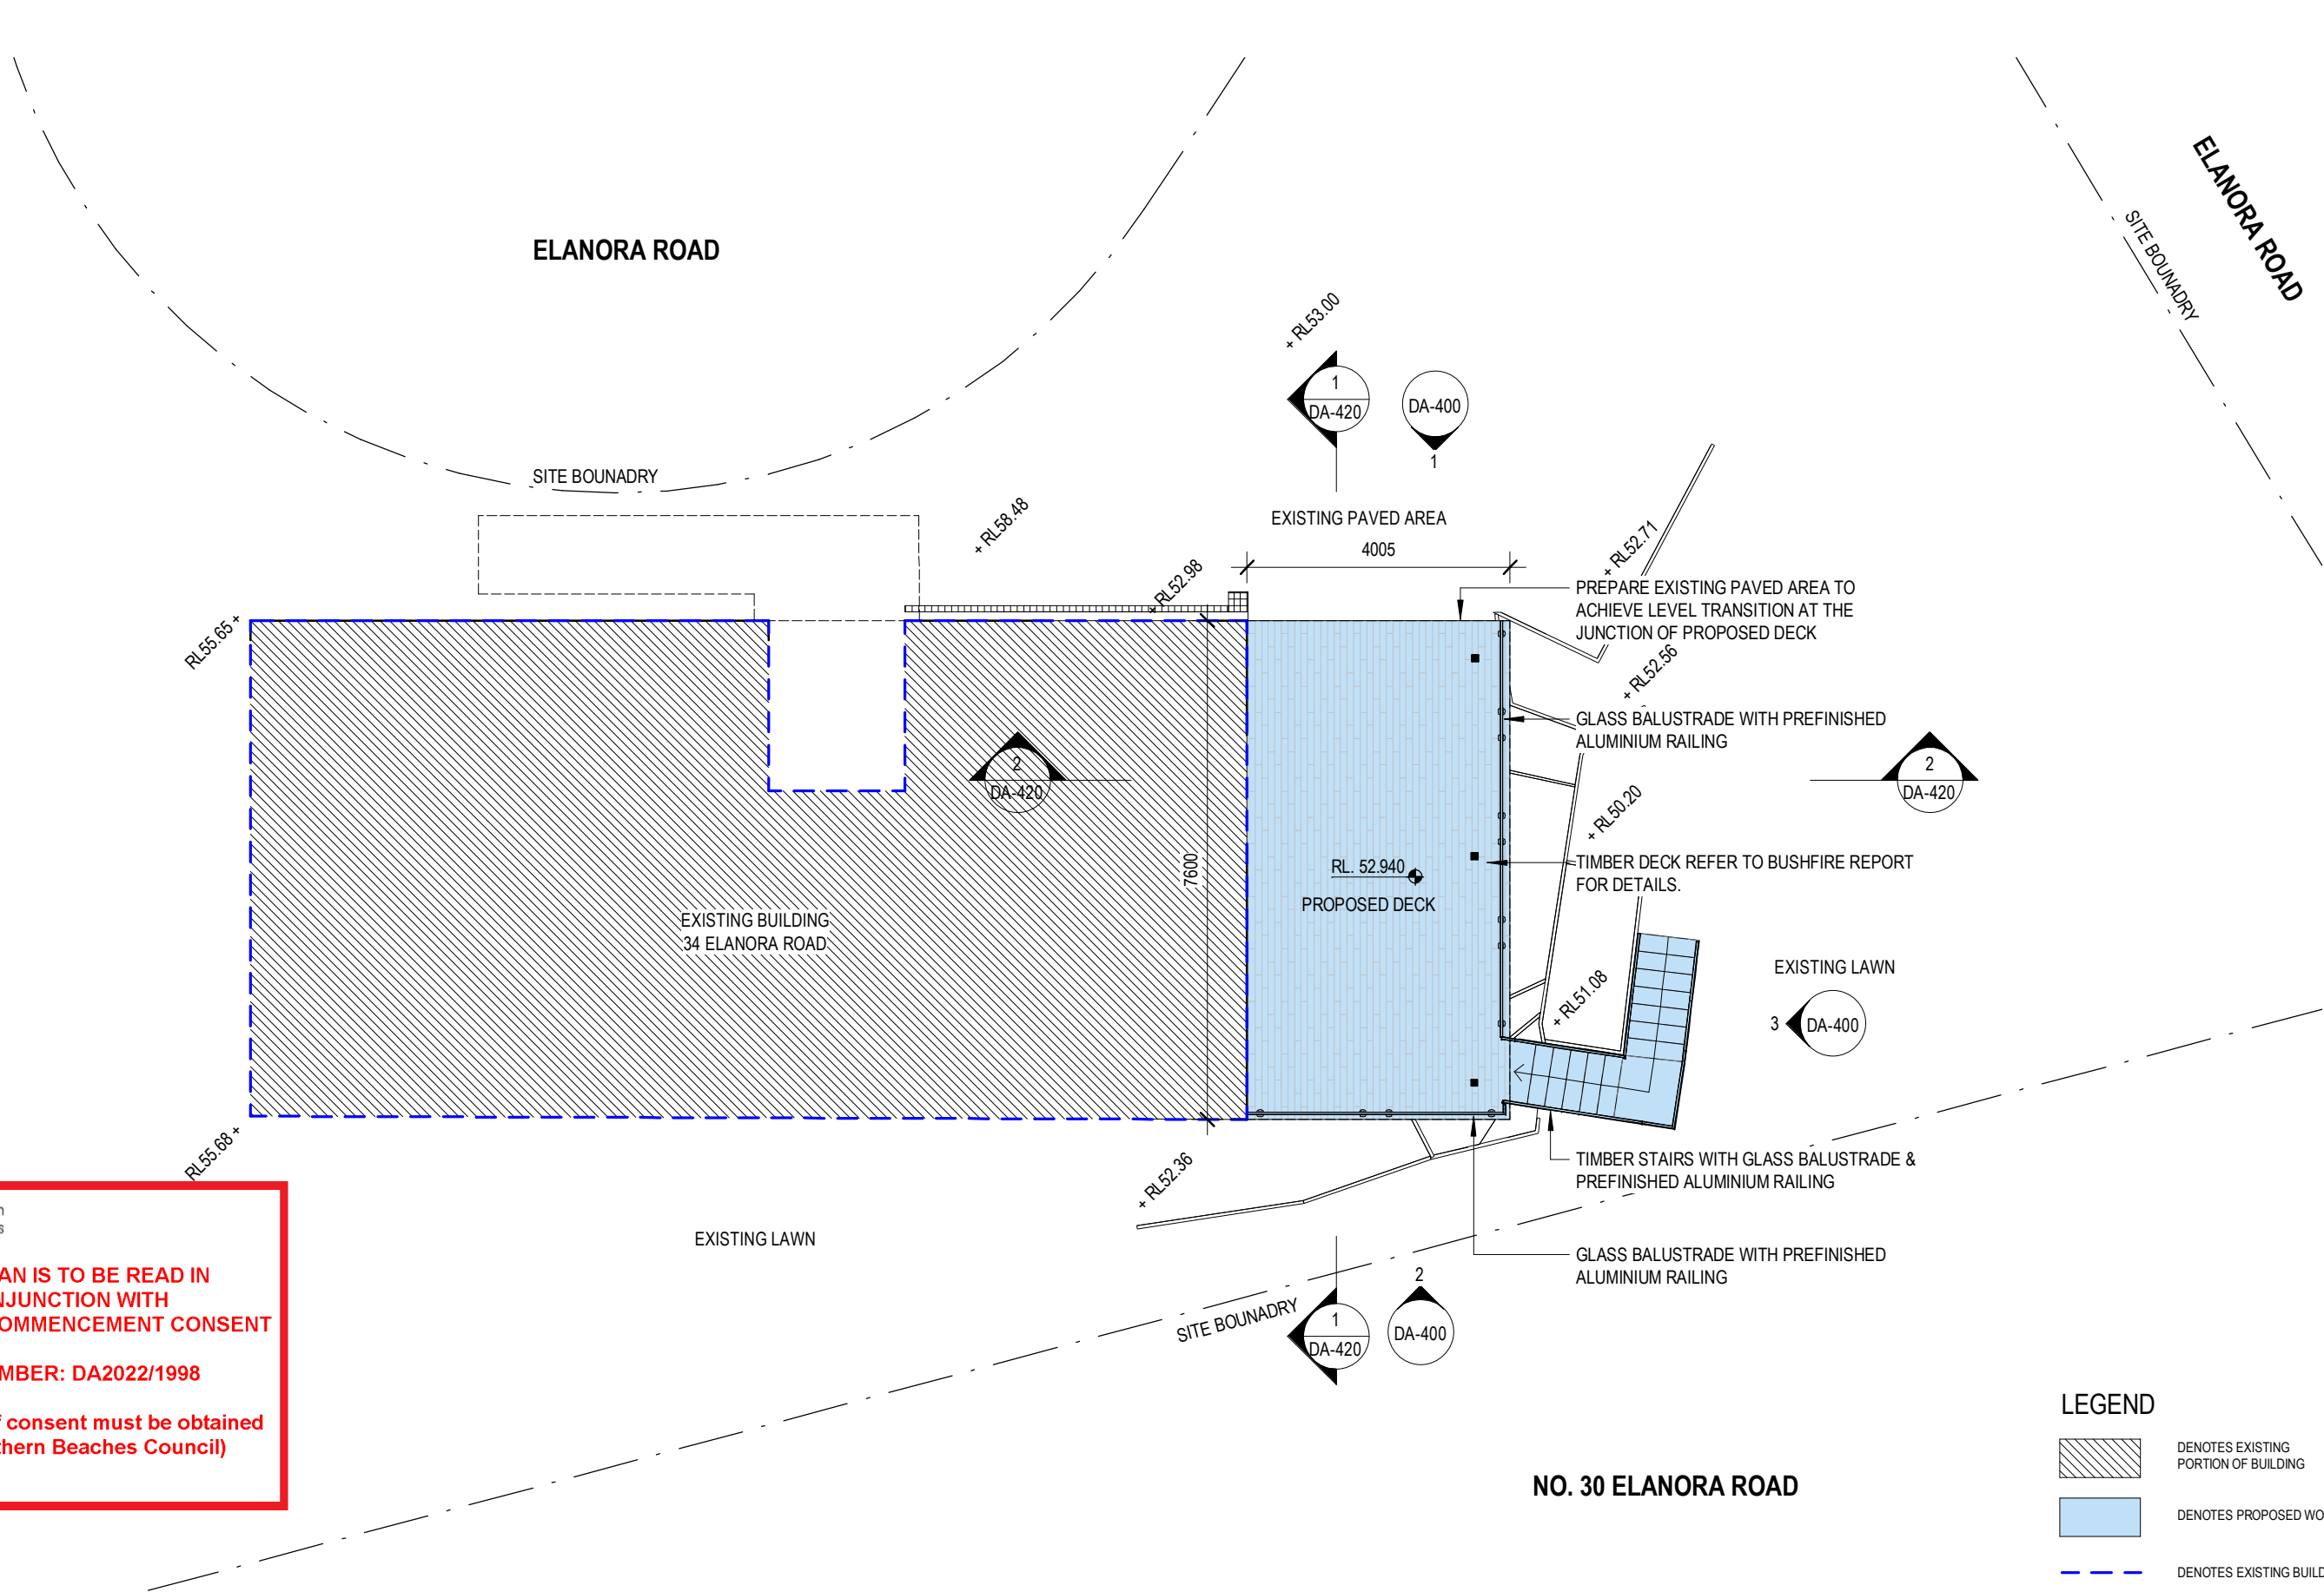 ELANORA ROAD
ELANORA ROAD
SITE BOUNADRY
+ RL53.00
1
DA-420
DA-400
1
SITE BOUNADRY
+ RL58.48
EXISTING PAVED AREA
4005
+ RL52.71
+ RL52.98
PREPARE EXISTING PAVED AREA TO
ACHIEVE LEVEL TRANSITION AT THE
JUNCTION OF PROPOSED DECK
RL55.65 +
+ RL52.56
GLASS BALUSTRADE WITH PREFINISHED
ALUMINIUM RAILING
2
DA-420
2
DA-420
+ RL50.20
7600
RL. 52.940
PROPOSED DECK
TIMBER DECK REFER TO BUSHFIRE REPORT
FOR DETAILS.
EXISTING BUILDING
34 ELANORA ROAD
EXISTING LAWN
+ RL51.08
3
DA-400
RL55.68 +
+ RL52.36
TIMBER STAIRS WITH GLASS BALUSTRADE &
PREFINISHED ALUMINIUM RAILING
EXISTING LAWN
GLASS BALUSTRADE WITH PREFINISHED
ALUMINIUM RAILING
SITE BOUNADRY
1
DA-420
2
DA-400
AN IS TO BE READ IN
NJUNCTION WITH
OMMENCEMENT CONSENT
MBER: DA2022/1998
consent must be obtained
thern Beaches Council)
NO. 30 ELANORA ROAD
LEGEND
DENOTES EXISTING
PORTION OF BUILDING
DENOTES PROPOSED WO
DENOTES EXISTING BUILD